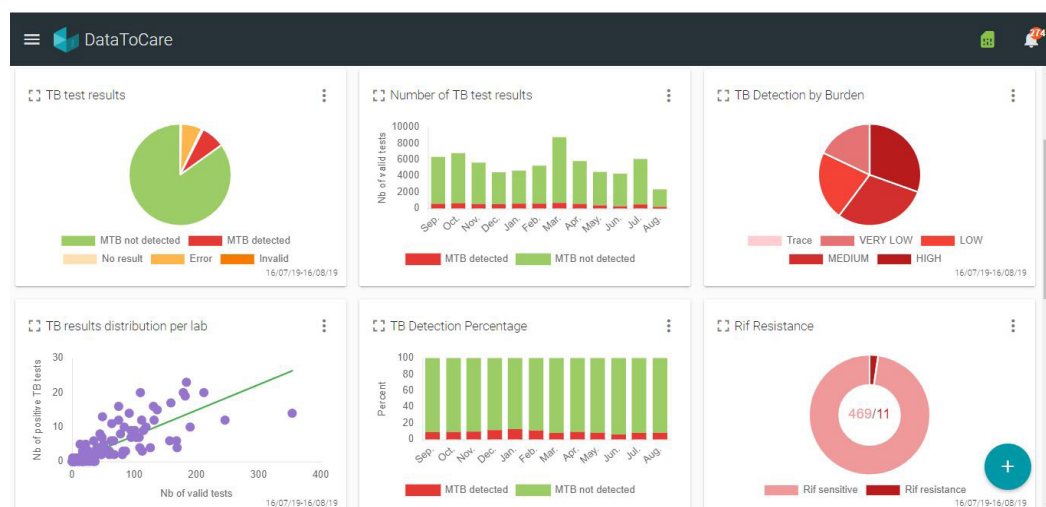 DataToCare
274
TB test results
MTB not detected MTB detected
No result Error Invalid
16/07/19-16/08/19
Number of TB test results
Nb of valid tests
10000
8000
6000
4000
2000
0
Sep. Oct. Nov. Dec. Jan. Feb. Mar. Apr. May. Jun. Jul. Aug.
MTB detected MTB not detected
TB Detection by Burden
Trace VERY LOW LOW
MEDIUM HIGH
16/07/19-16/08/19
TB results distribution per lab
Nb of positive TB tests
30
20
10
0
0 100 200 300 400
Nb of valid tests
16/07/19-16/08/19
TB Detection Percentage
Percent
100
80
60
40
20
0
Sep. Oct. Nov. Dec. Jan. Feb. Mar. Apr. May. Jun. Jul. Aug.
MTB detected MTB not detected
Rif Resistance
469/11
Rif sensitive Rif resistance
16/07/19-16/08/19
+